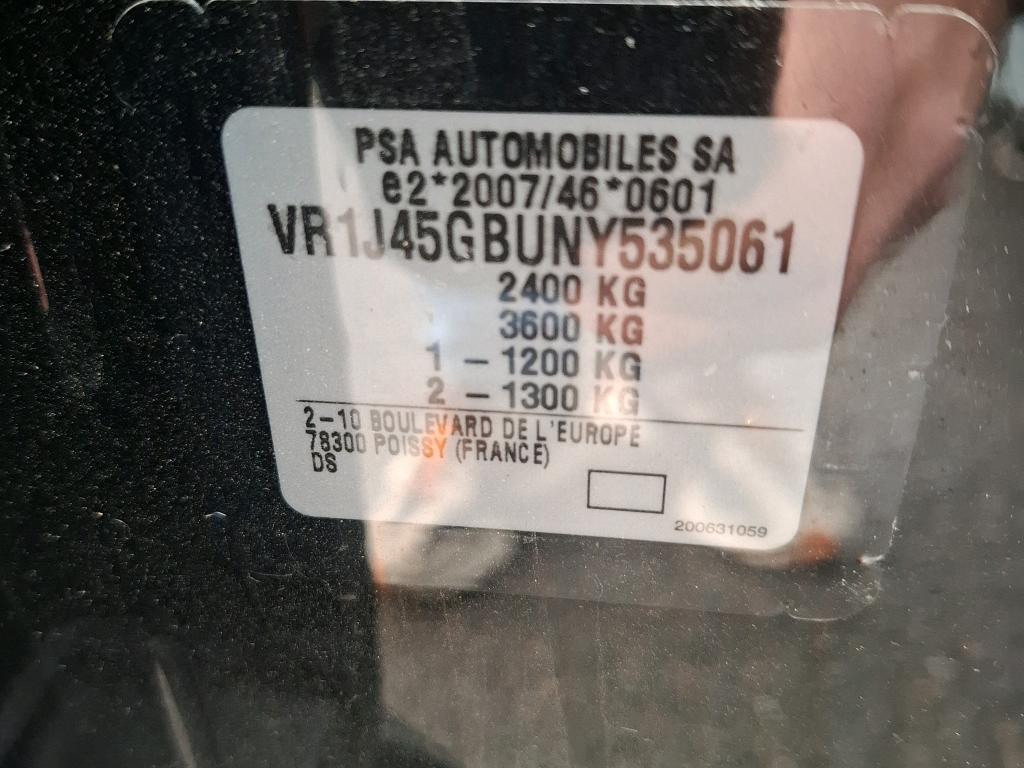 PSA AUTOMOBILES SA
e2*2007/46*0601
VR1J45GBUNY535061
2400 KG
3600 KG
1 - 1200 KG
2 - 1300 KG
2-10 BOULEVARD DE L'EUROPE
78300 POISSY (FRANCE)
DS
200631059